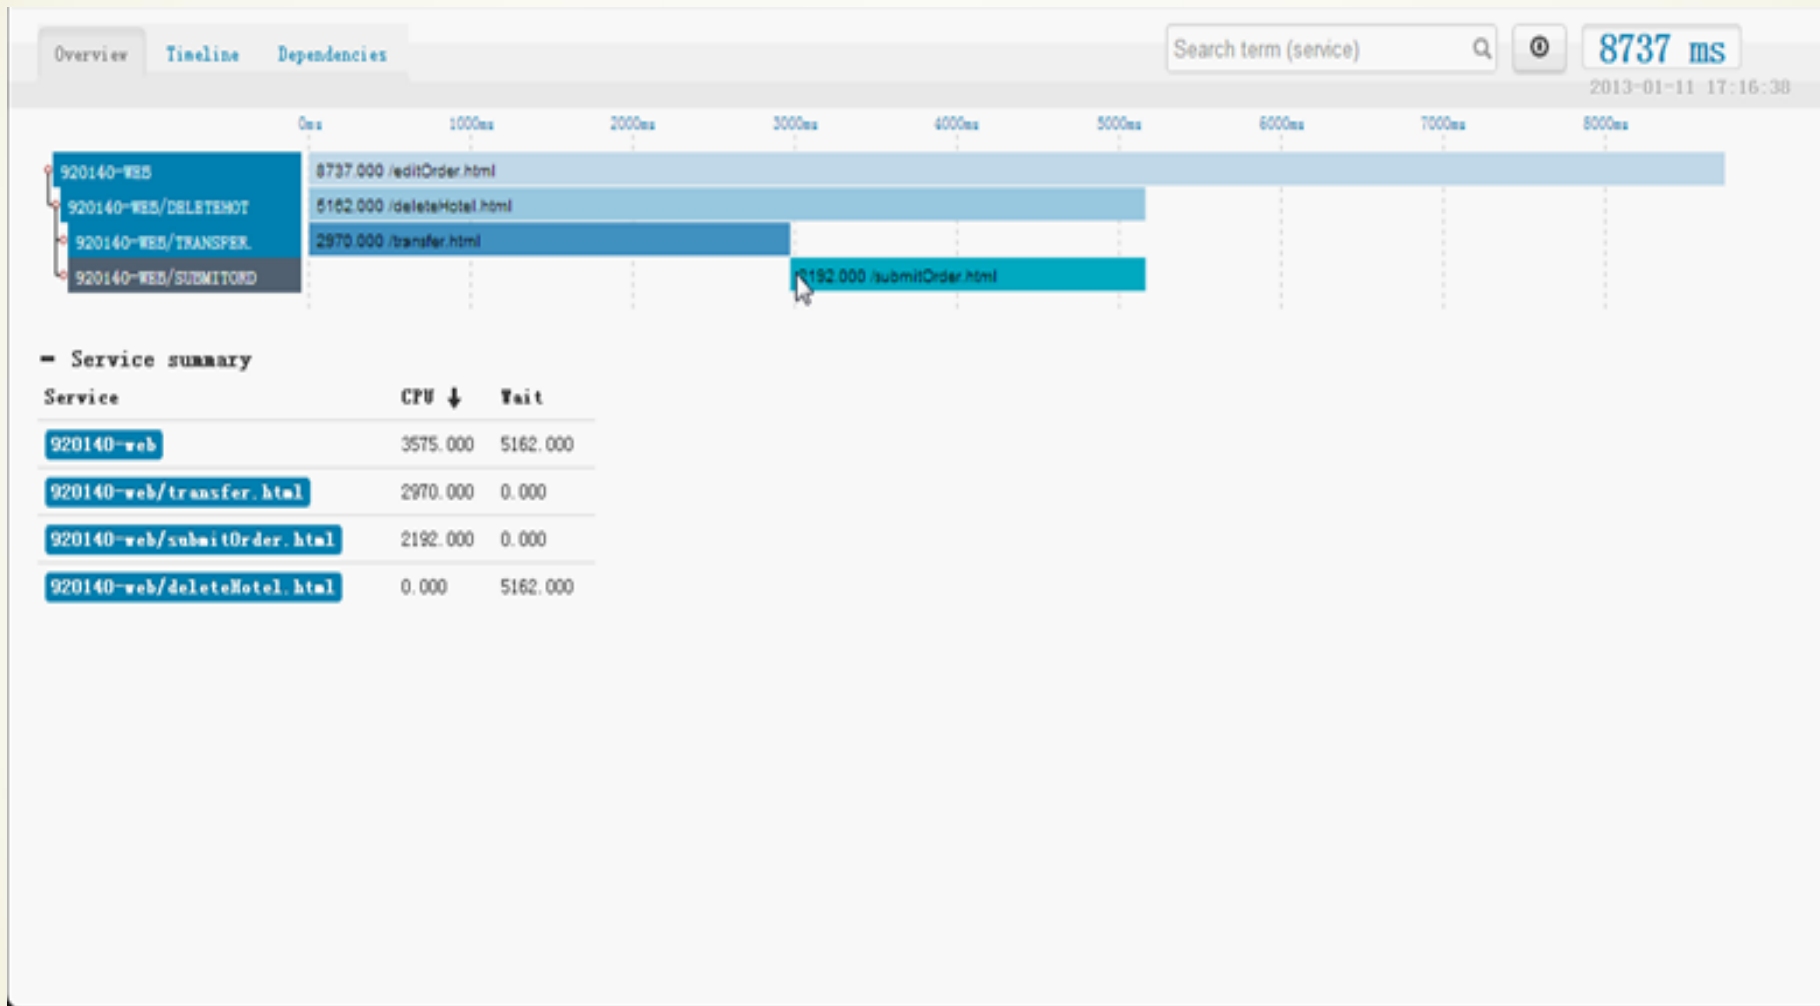 Overview Timeline Dependencies Search term (service) 8737 ms
2013-01-11 17:16:38
0ms 1000ms 2000ms 3000ms 4000ms 5000ms 6000ms 7000ms 8000ms
920140-WEB 8737.000 /editOrder.html
920140-WEB/DELETEHOT 5162.000 /deleteHotel.html
920140-WEB/TRANSFER. 2970.000 /transfer.html
920140-WEB/SUBMITORD 192.000 /submitOrder.html
Service summary
Service CPU Wait
920140-web 3575.000 5162.000
920140-web/transfer.html 2970.000 0.000
920140-web/submitOrder.html 2192.000 0.000
920140-web/deleteHotel.html 0.000 5162.000